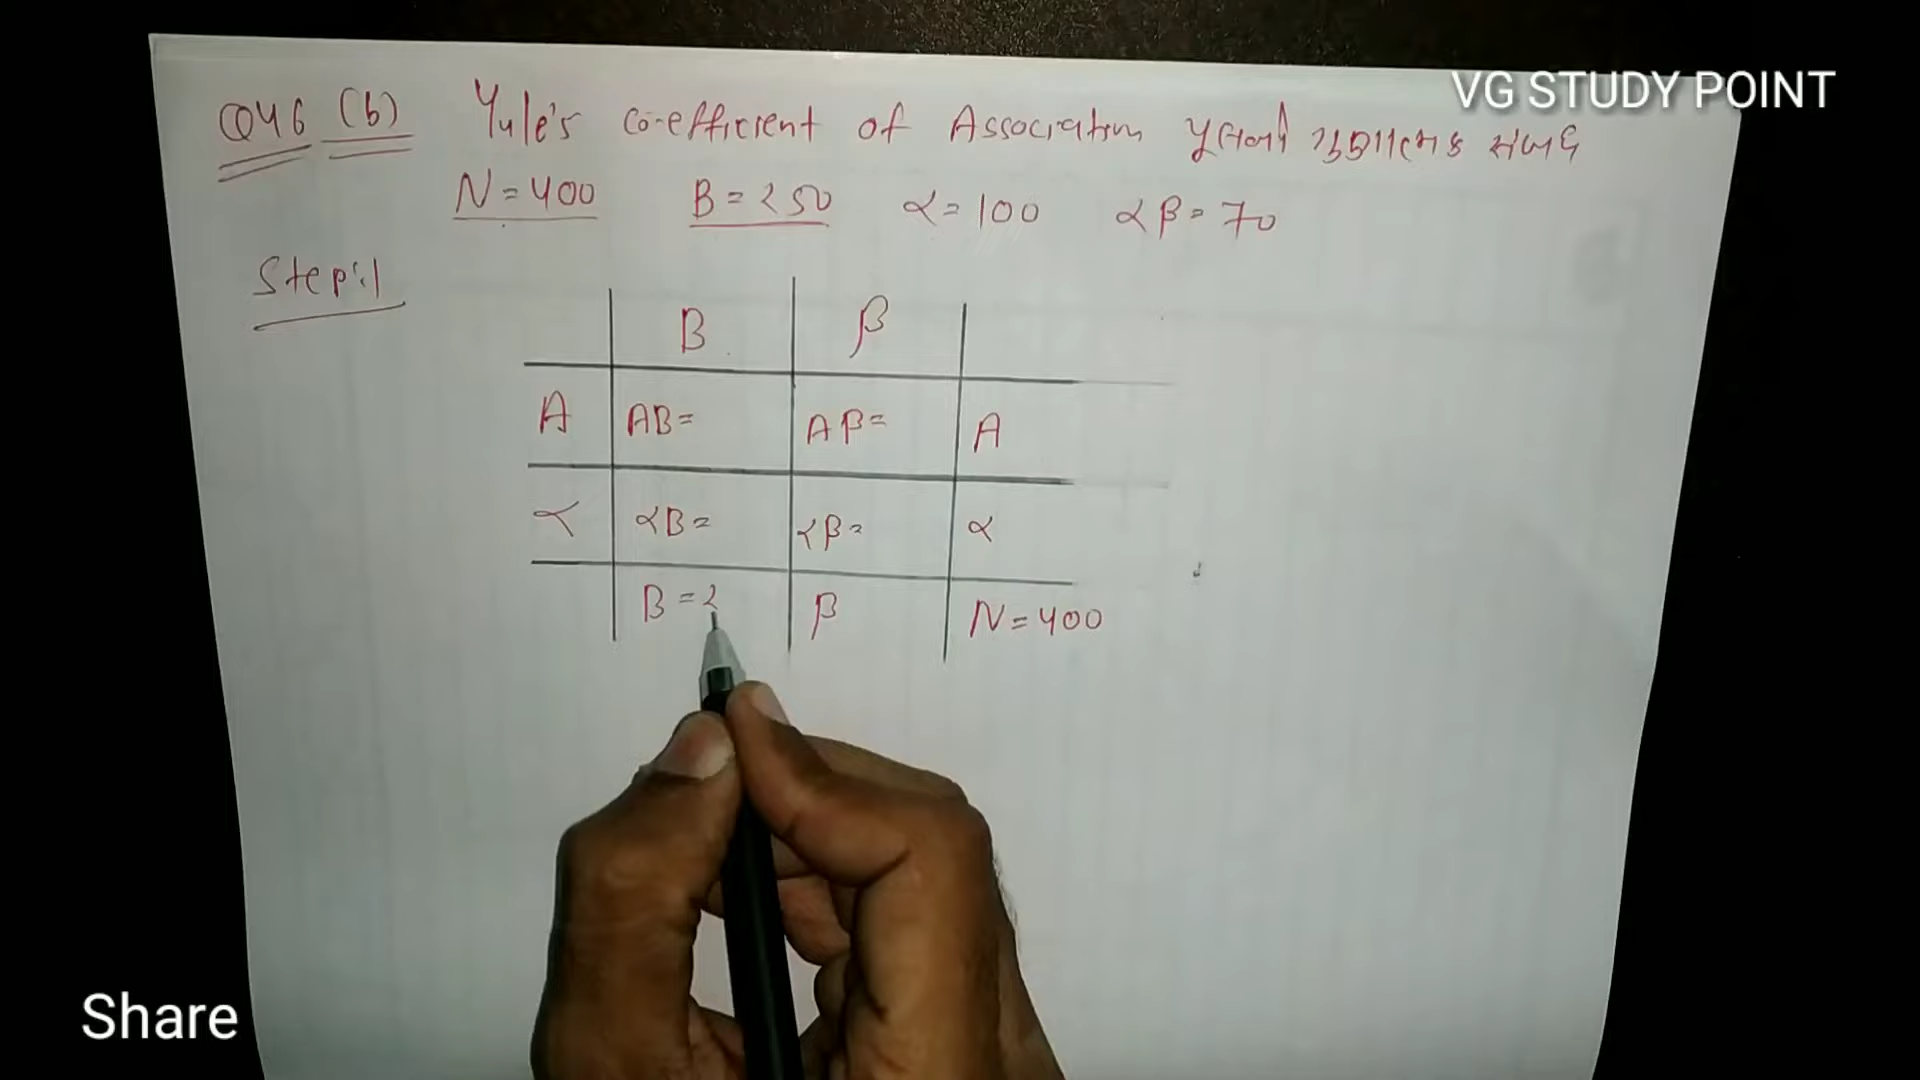 VG STUDY POINT
Q46 (b) Yule's Co-efficient of Association
N = 400 B = 250 α = 100 αβ = 70
Step:1
B β
A AB = Aβ = A
α αB = αβ = α
B = 2 β N = 400
Share